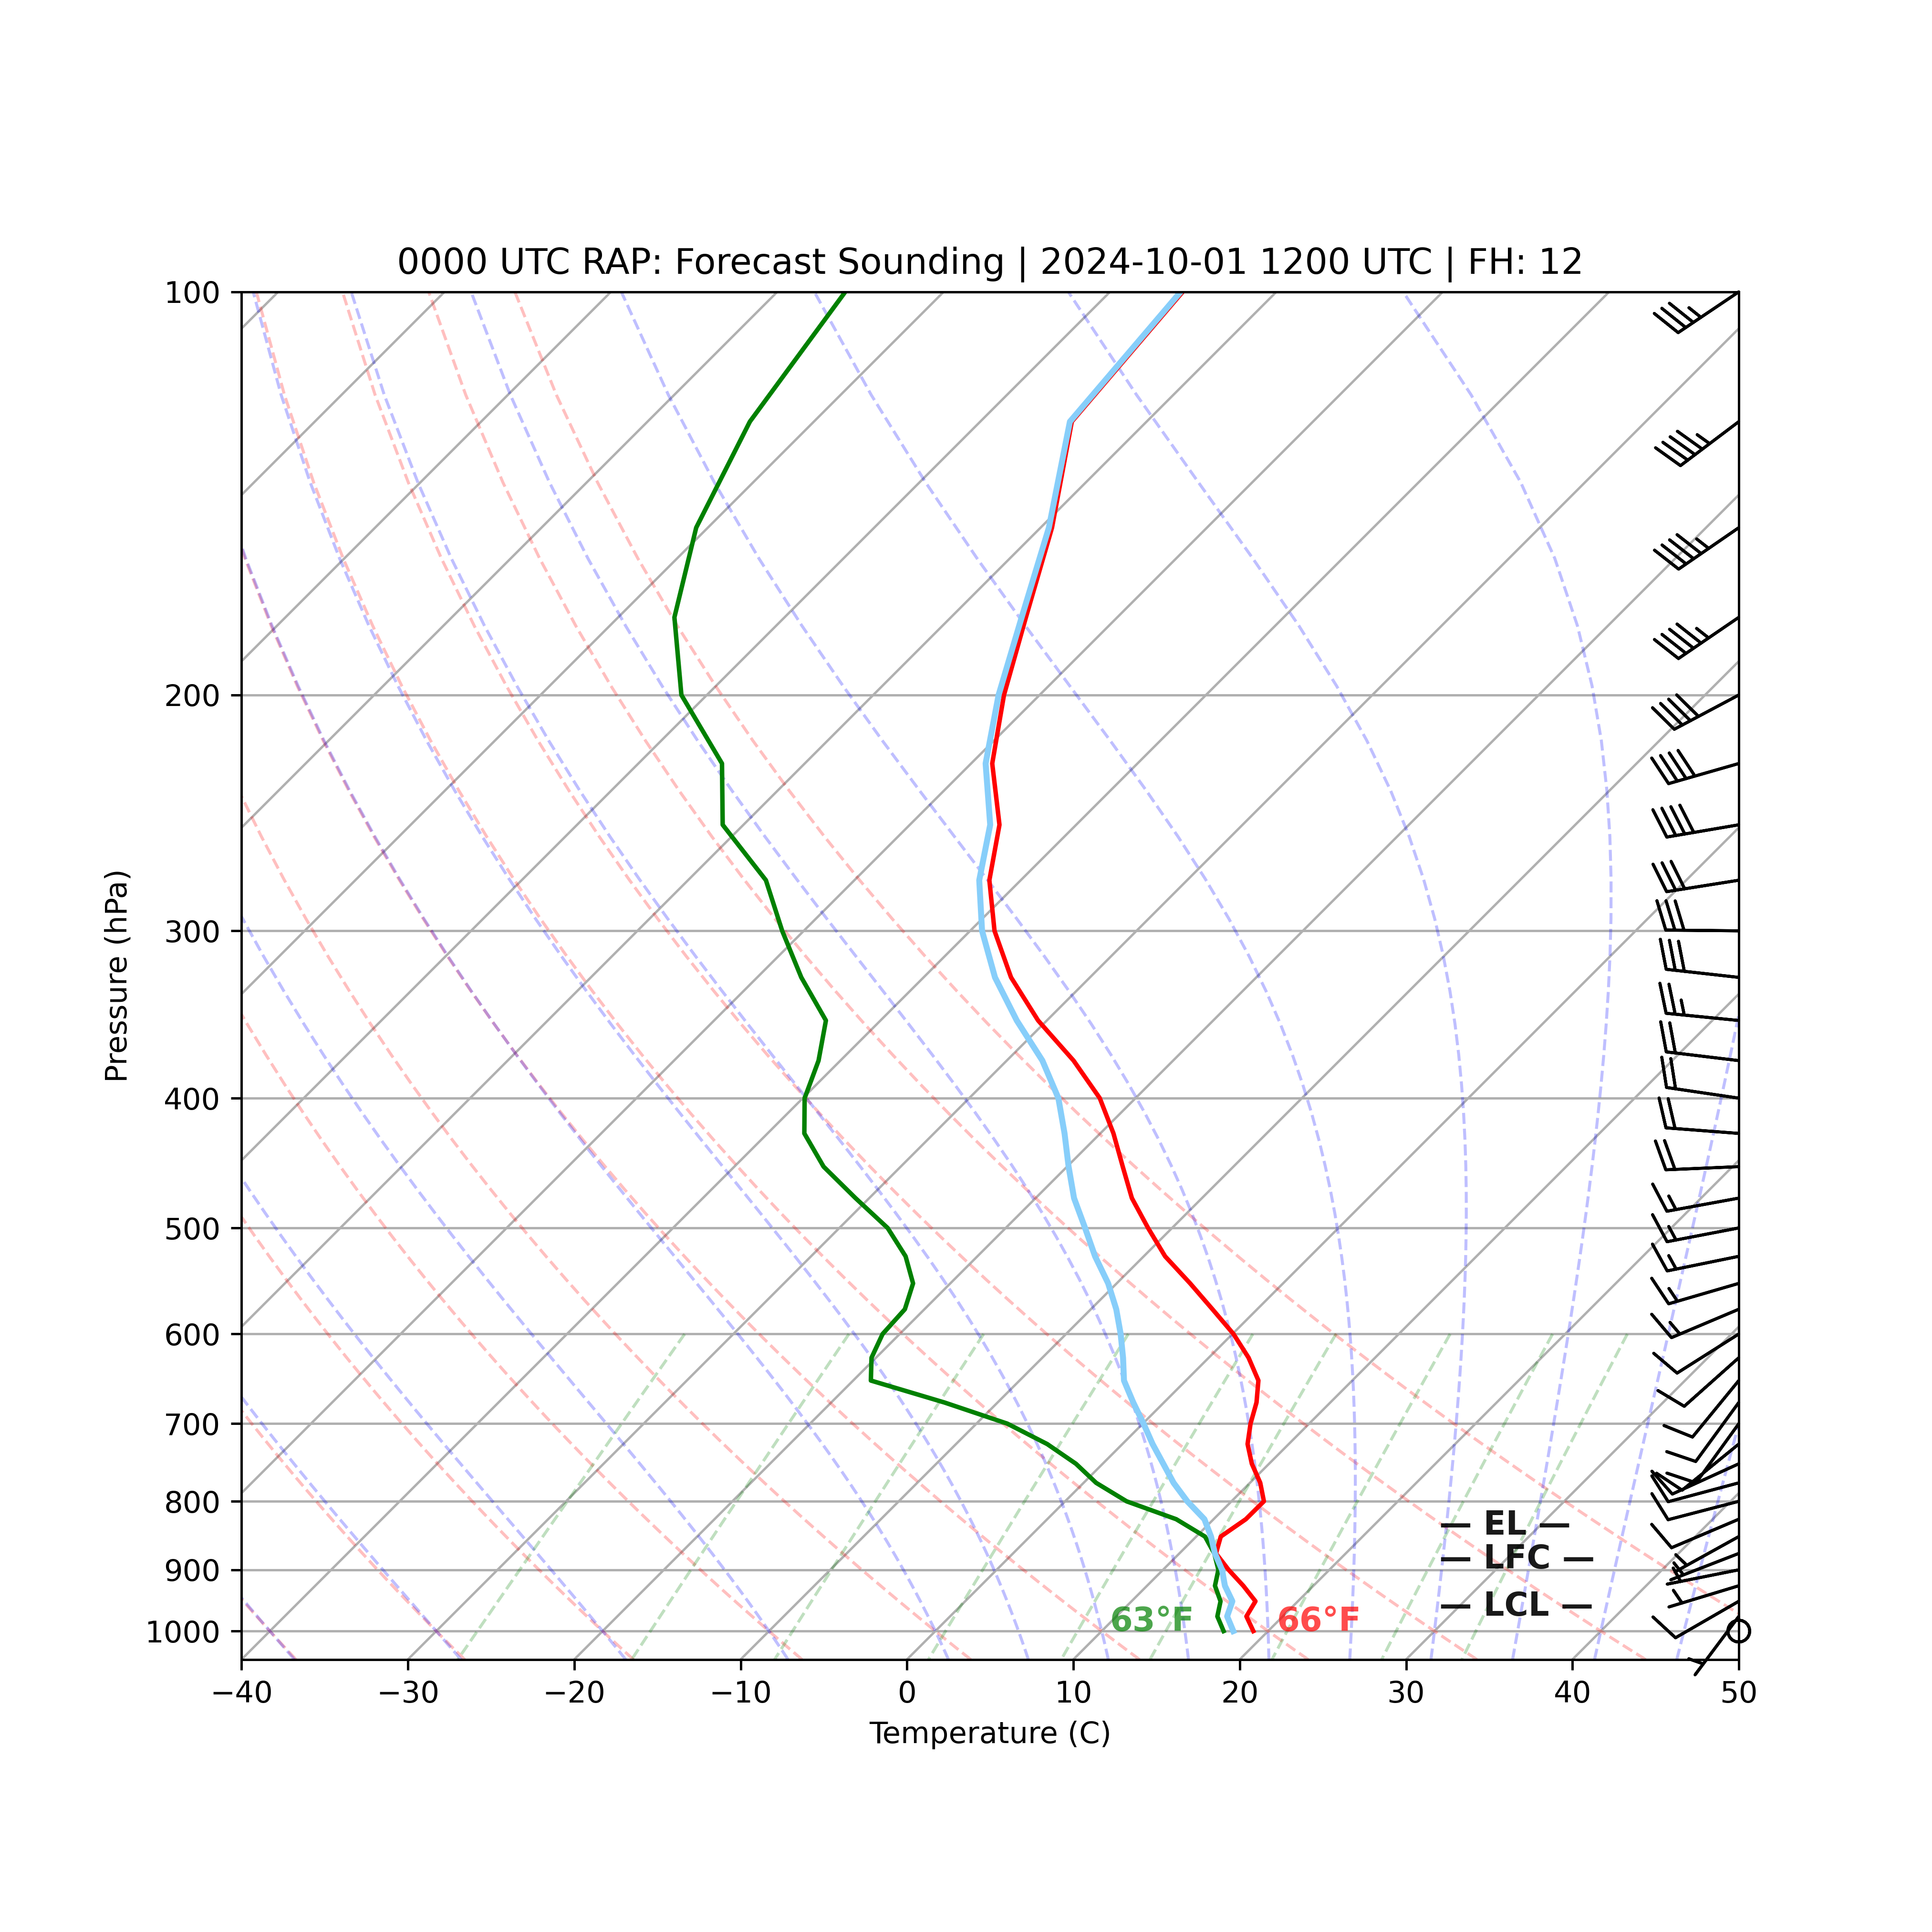 0000 UTC RAP: Forecast Sounding | 2024-10-01 1200 UTC | FH: 12
100
200
300
400
500
600
700
800
900
1000
Pressure (hPa)
— EL —
— LFC —
— LCL —
63°F
66°F
−40 −30 −20 −10 0 10 20 30 40 50
Temperature (C)